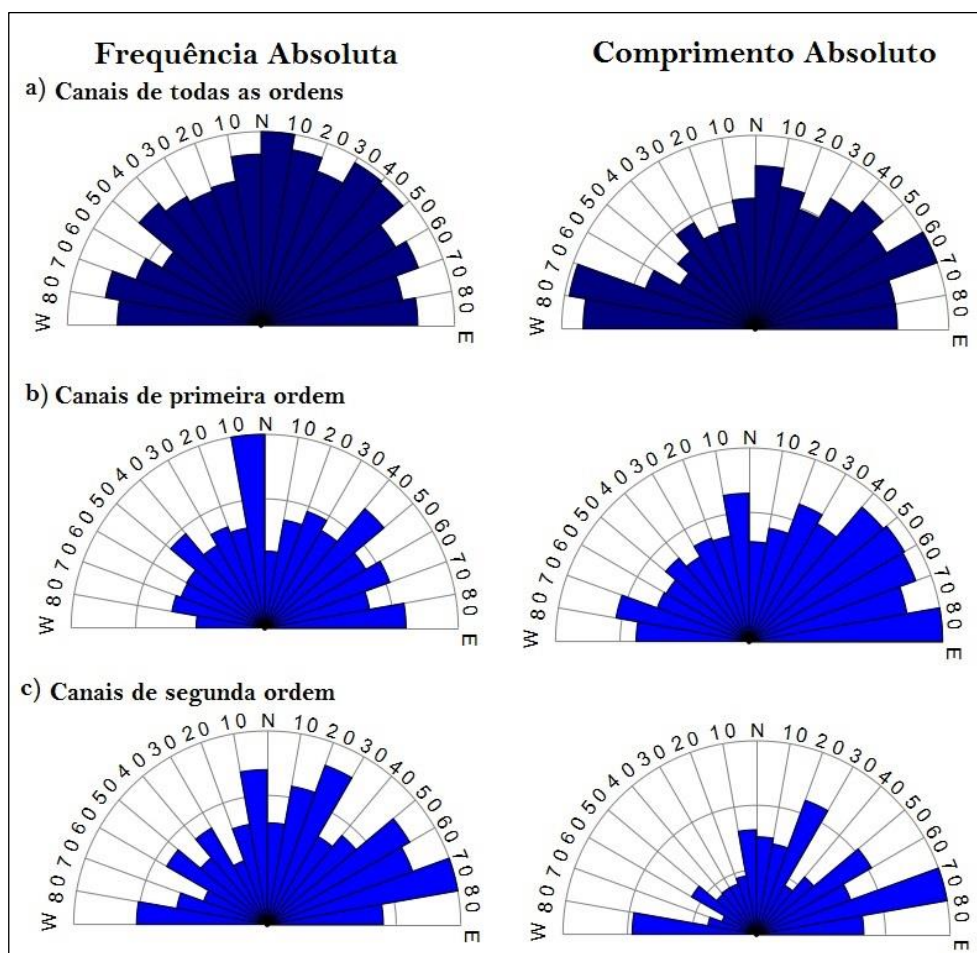 Frequência Absoluta
Comprimento Absoluto
a) Canais de todas as ordens
W 80 70 60 50 40 30 20 10 N 10 20 30 40 50 60 70 80 E
W 80 70 60 50 40 30 20 10 N 10 20 30 40 50 60 70 80 E
b) Canais de primeira ordem
W 80 70 60 50 40 30 20 10 N 10 20 30 40 50 60 70 80 E
W 80 70 60 50 40 30 20 10 N 10 20 30 40 50 60 70 80 E
c) Canais de segunda ordem
W 80 70 60 50 40 30 20 10 N 10 20 30 40 50 60 70 80 E
W 80 70 60 50 40 30 20 10 N 10 20 30 40 50 60 70 80 E